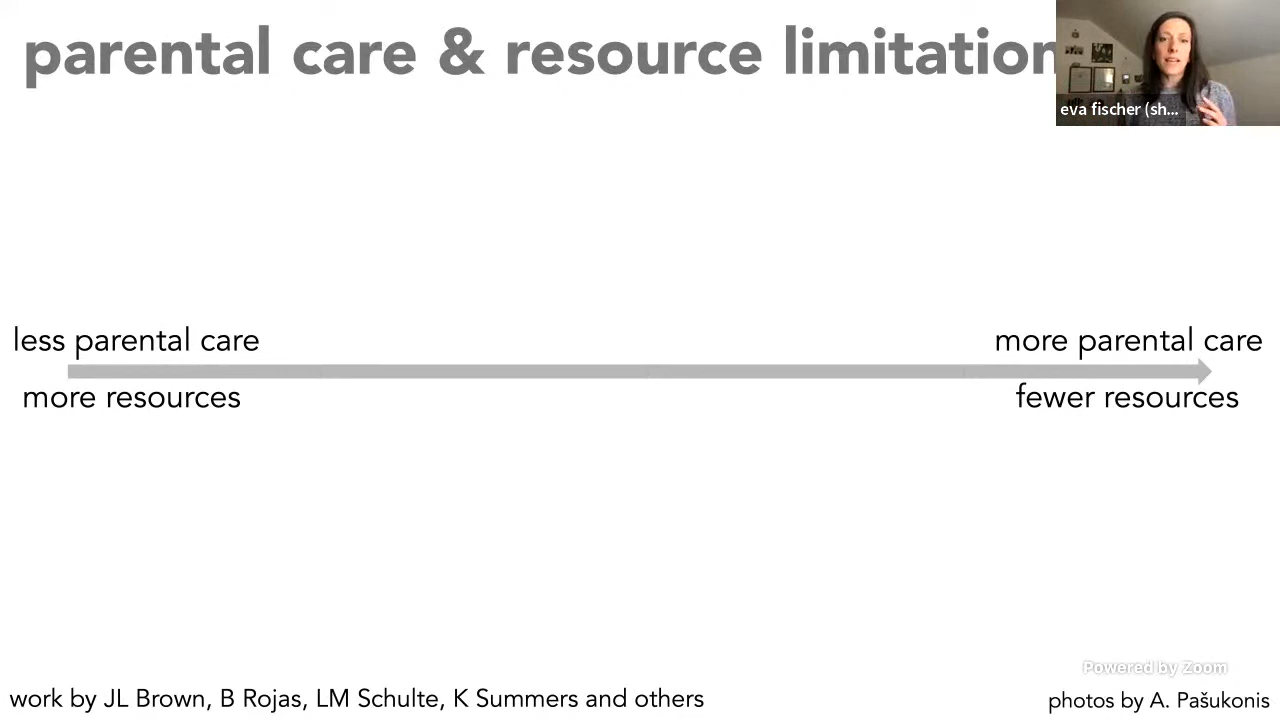 parental care & resource limitation
eva fischer (sh...
less parental care
more parental care
more resources
fewer resources
Powered by Zoom
work by JL Brown, B Rojas, LM Schulte, K Summers and others
photos by A. Pašukonis